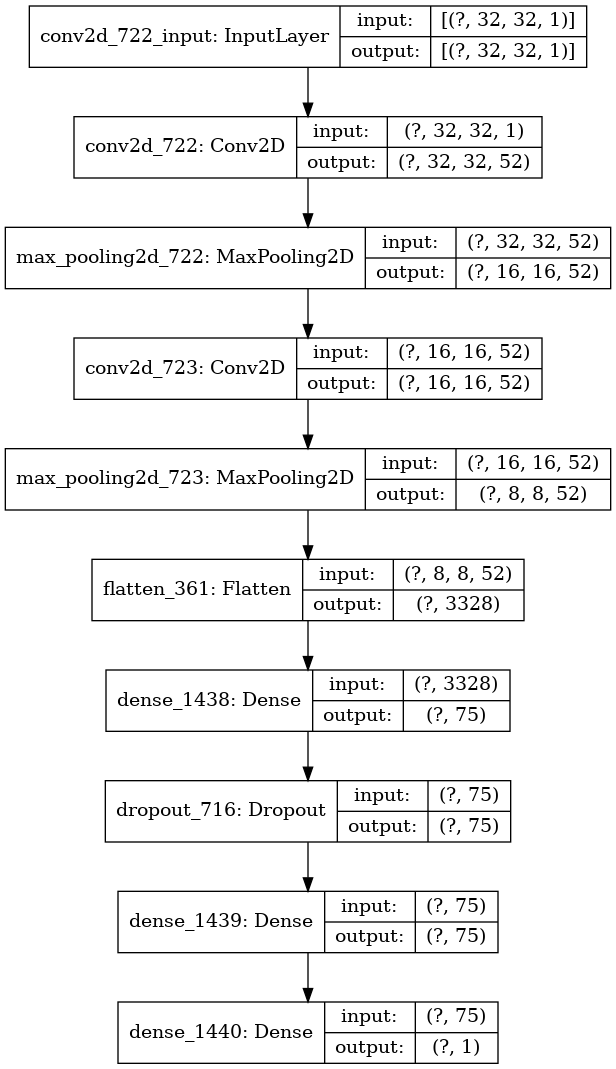 conv2d_722_input: InputLayer
input: [(?, 32, 32, 1)]
output: [(?, 32, 32, 1)]
conv2d_722: Conv2D
input: (?, 32, 32, 1)
output: (?, 32, 32, 52)
max_pooling2d_722: MaxPooling2D
input: (?, 32, 32, 52)
output: (?, 16, 16, 52)
conv2d_723: Conv2D
input: (?, 16, 16, 52)
output: (?, 16, 16, 52)
max_pooling2d_723: MaxPooling2D
input: (?, 16, 16, 52)
output: (?, 8, 8, 52)
flatten_361: Flatten
input: (?, 8, 8, 52)
output: (?, 3328)
dense_1438: Dense
input: (?, 3328)
output: (?, 75)
dropout_716: Dropout
input: (?, 75)
output: (?, 75)
dense_1439: Dense
input: (?, 75)
output: (?, 75)
dense_1440: Dense
input: (?, 75)
output: (?, 1)